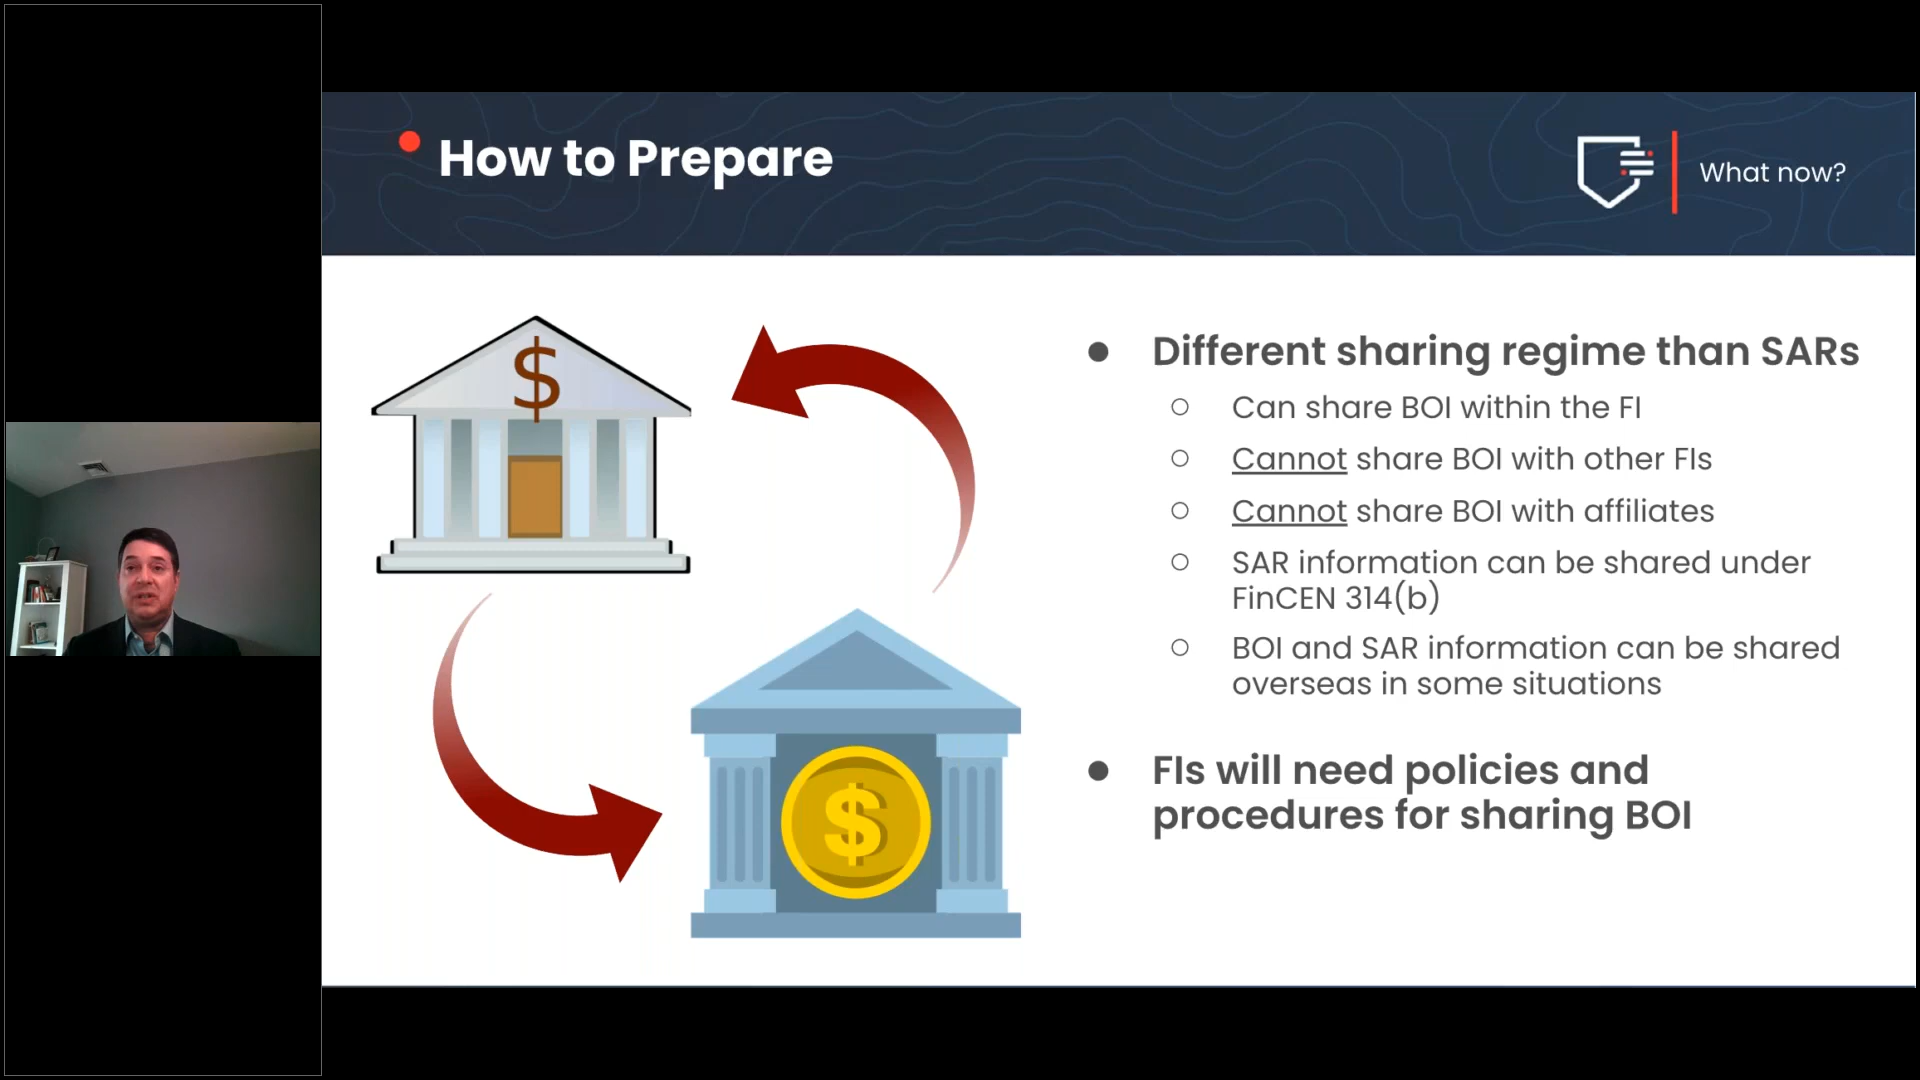 How to Prepare
What now?
$
$
● Different sharing regime than SARs
○ Can share BOI within the FI
○ Cannot share BOI with other FIs
○ Cannot share BOI with affiliates
○ SAR information can be shared under
FinCEN 314(b)
○ BOI and SAR information can be shared
overseas in some situations
● FIs will need policies and
procedures for sharing BOI